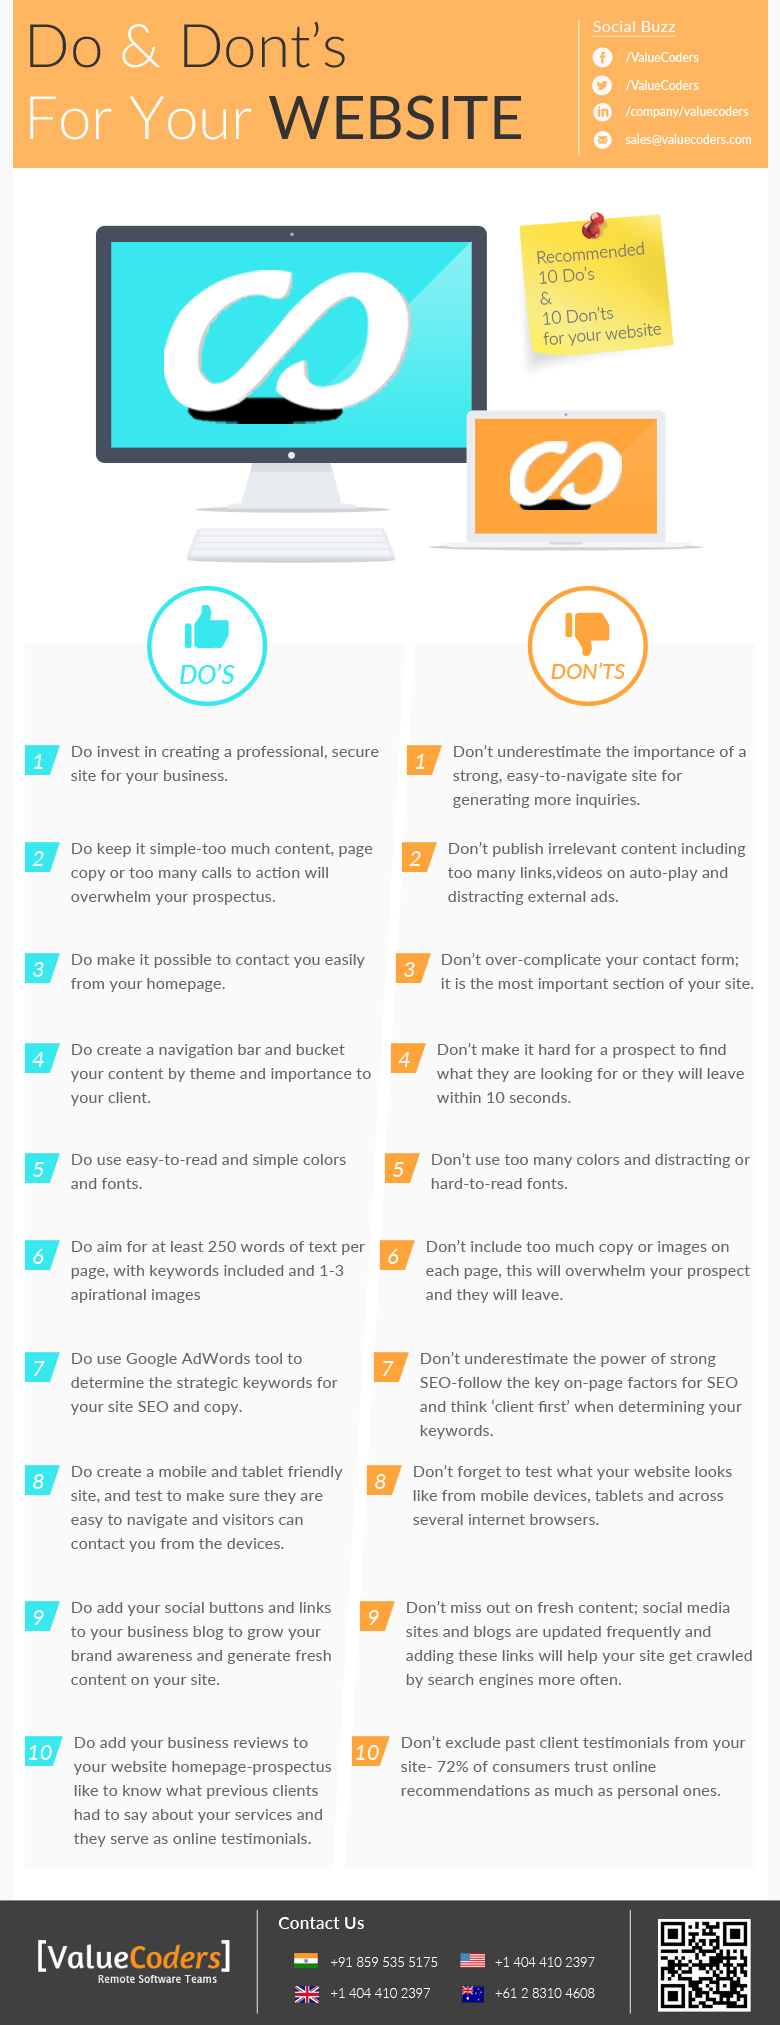 Do & Dont's
For Your WEBSITE
Social Buzz
/ValueCoders
/ValueCoders
/company/valuecoders
sales@valuecoders.com
Recommended
10 Do's
&
10 Don'ts
for your website
DO'S
1
Do invest in creating a professional, secure
site for your business.
2
Do keep it simple-too much content, page
copy or too many calls to action will
overwhelm your prospectus.
3
Do make it possible to contact you easily
from your homepage.
4
Do create a navigation bar and bucket
your content by theme and importance to
your client.
5
Do use easy-to-read and simple colors
and fonts.
6
Do aim for at least 250 words of text per
page, with keywords included and 1-3
apirational images
7
Do use Google AdWords tool to
determine the strategic keywords for
your site SEO and copy.
8
Do create a mobile and tablet friendly
site, and test to make sure they are
easy to navigate and visitors can
contact you from the devices.
9
Do add your social buttons and links
to your business blog to grow your
brand awareness and generate fresh
content on your site.
10
Do add your business reviews to
your website homepage-prospectus
like to know what previous clients
had to say about your services and
they serve as online testimonials.
DON'TS
1
Don't underestimate the importance of a
strong, easy-to-navigate site for
generating more inquiries.
2
Don't publish irrelevant content including
too many links,videos on auto-play and
distracting external ads.
3
Don't over-complicate your contact form;
it is the most important section of your site.
4
Don't make it hard for a prospect to find
what they are looking for or they will leave
within 10 seconds.
5
Don't use too many colors and distracting or
hard-to-read fonts.
6
Don't include too much copy or images on
each page, this will overwhelm your prospect
and they will leave.
7
Don't underestimate the power of strong
SEO-follow the key on-page factors for SEO
and think 'client first' when determining your
keywords.
8
Don't forget to test what your website looks
like from mobile devices, tablets and across
several internet browsers.
9
Don't miss out on fresh content; social media
sites and blogs are updated frequently and
adding these links will help your site get crawled
by search engines more often.
10
Don't exclude past client testimonials from your
site- 72% of consumers trust online
recommendations as much as personal ones.
[ValueCoders]
Remote Software Teams
Contact Us
+91 859 535 5175
+1 404 410 2397
+1 404 410 2397
+61 2 8310 4608